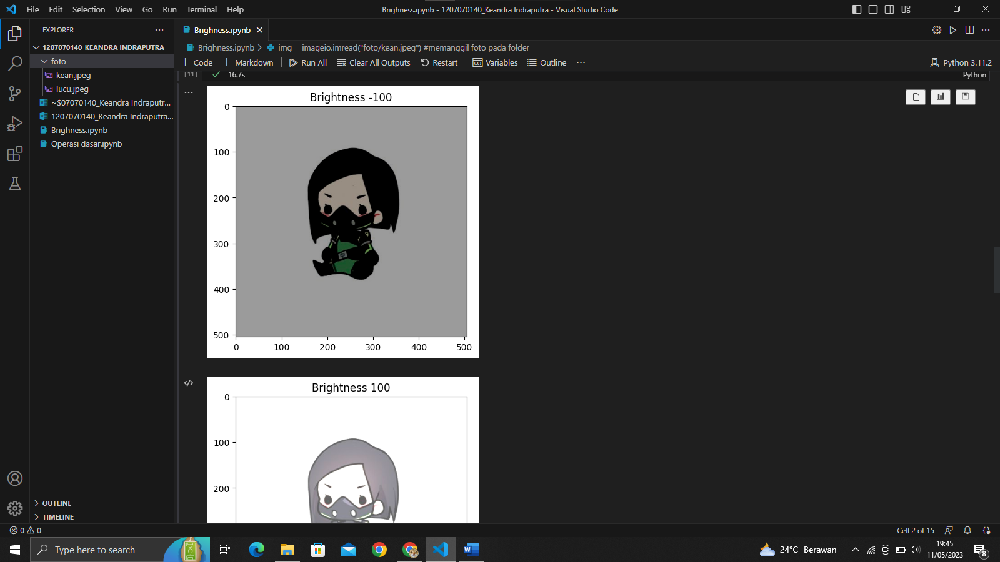 File Edit Selection View Go Run Terminal Help
Brighness.ipynb - 1207070140_Keandra Indraputra - Visual Studio Code
EXPLORER
1207070140_KEANDRA INDRAPUTRA
foto
kean.jpeg
lucu.jpeg
~$07070140_Keandra Indraputr...
1207070140_Keandra Indraputra...
Brighness.ipynb
Operasi dasar.ipynb
OUTLINE
TIMELINE
Brighness.ipynb
Brighness.ipynb > img = imageio.imread("foto/kean.jpeg") #memanggil foto pada folder
+ Code + Markdown Run All Clear All Outputs Restart Variables Outline ...
Python 3.11.2
[11] 16.7s
Python
Brightness -100
0
100
200
300
400
500
0 100 200 300 400 500
Brightness 100
0
100
200
0 0
Cell 2 of 15
Type here to search
24°C Berawan
19:45
11/05/2023
8